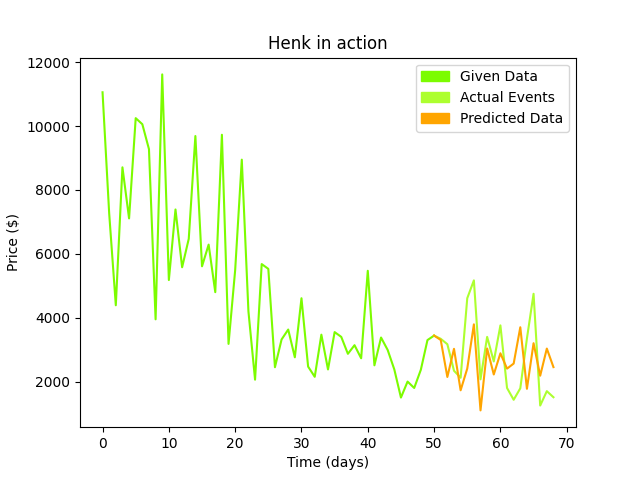 Henk in action
Given Data
Actual Events
Predicted Data
12000
10000
8000
6000
4000
2000
Price ($)
0 10 20 30 40 50 60 70
Time (days)